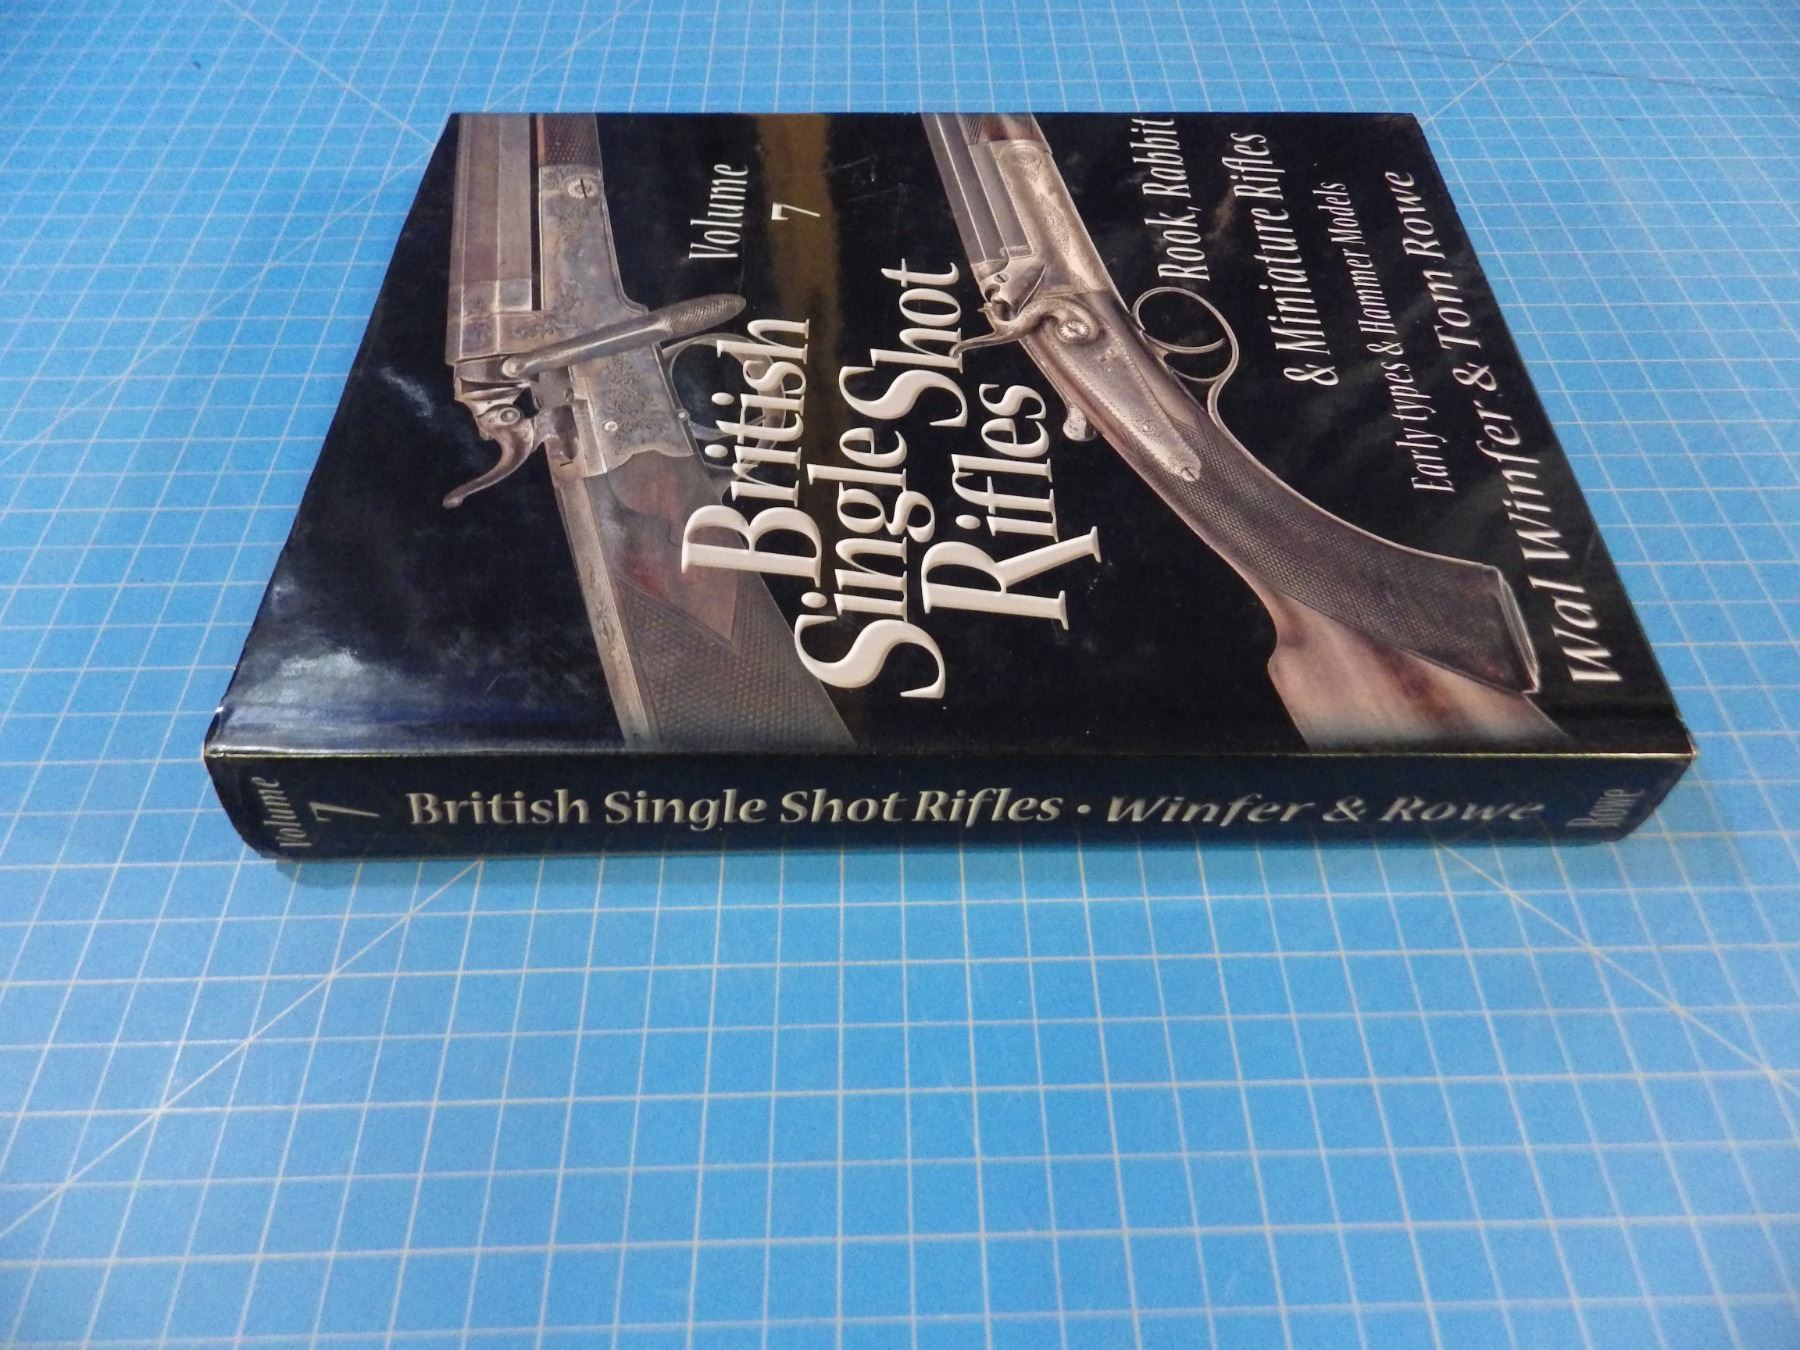 Volume
7
British
Single Shot
Rifles
Rook, Rabbit
& Miniature Rifles
Early types & Hammer Models
Wal Winfer & Tom Rowe
Volume
7
British Single Shot Rifles • Winfer & Rowe
Rowe